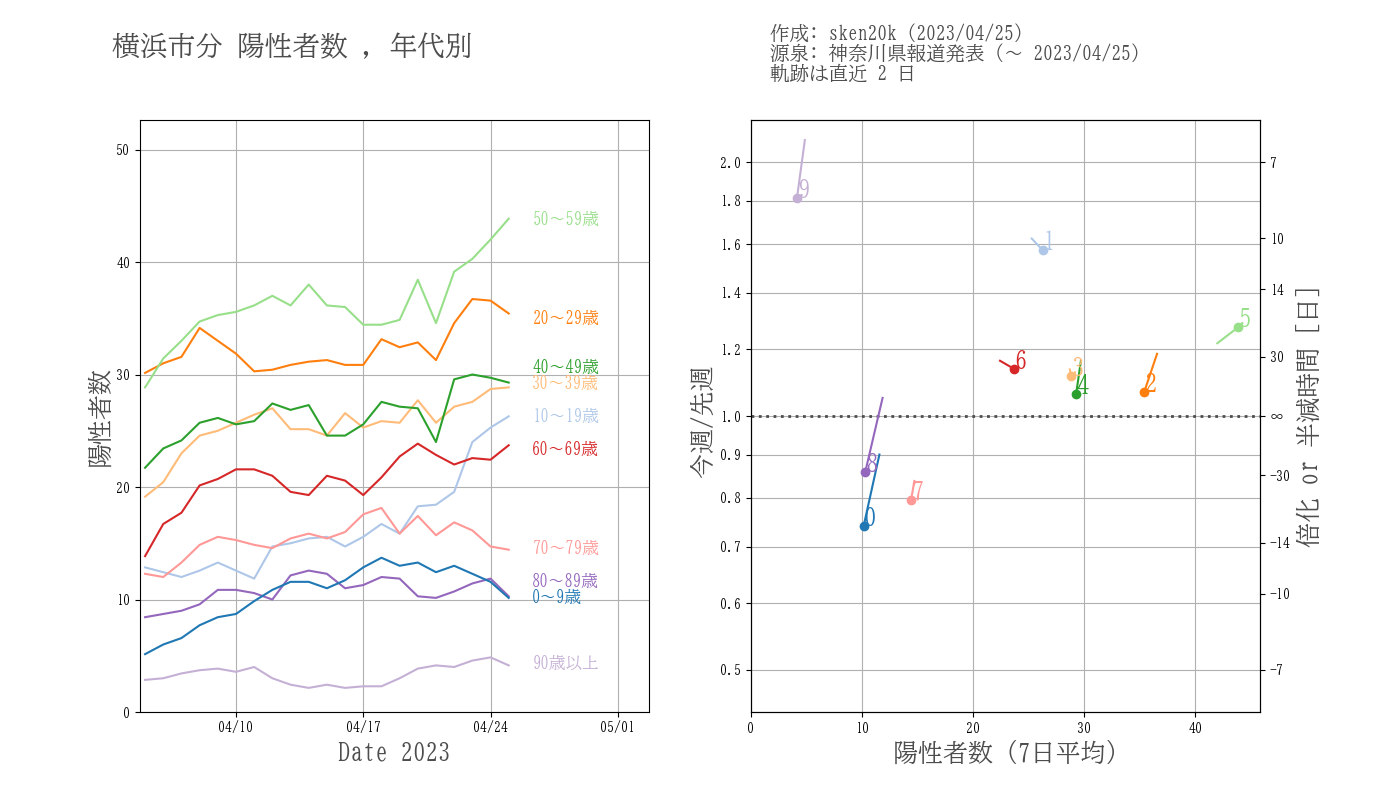 横浜市分 陽性者数 , 年代別
作成: sken20k (2023/04/25)
源泉: 神奈川県報道発表 (～ 2023/04/25)
軌跡は直近 2 日
陽性者数
50
40
30
20
10
0
50～59歳
20～29歳
40～49歳
30～39歳
10～19歳
60～69歳
70～79歳
80～89歳
0～9歳
90歳以上
04/10
04/17
04/24
05/01
Date 2023
今週/先週
2.0
1.8
1.6
1.4
1.2
1.0
0.9
0.8
0.7
0.6
0.5
9
1
5
6
3
4
2
8
7
0
7
10
14
30
∞
−30
−14
−10
−7
倍化 or 半減時間 [日]
0
10
20
30
40
陽性者数 (7日平均)